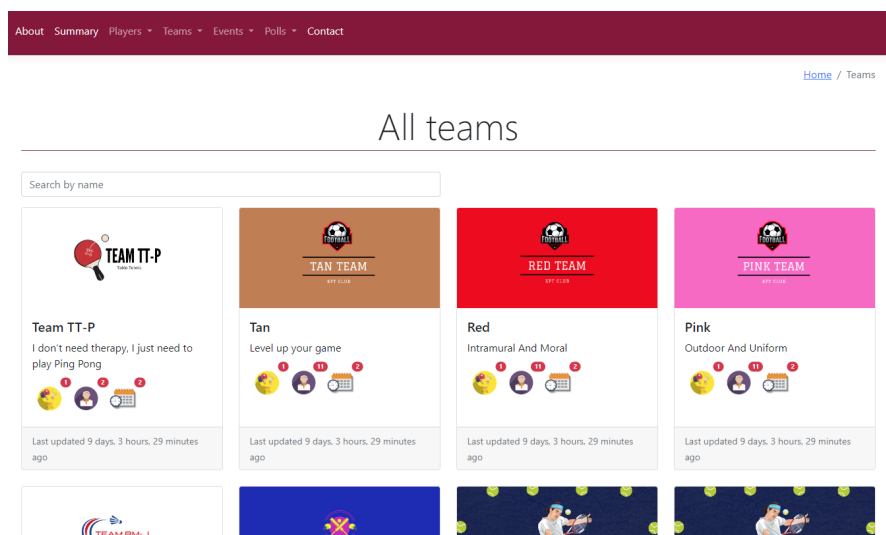 About Summary Players Teams Events Polls Contact
Home / Teams
All teams
Search by name
TEAM TT-P
Table Tennis
FOOTBALL
TAN TEAM
KPT CLUB
FOOTBALL
RED TEAM
KPT CLUB
FOOTBALL
PINK TEAM
KPT CLUB
Team TT-P
I don't need therapy, I just need to
play Ping Pong
1 2 2
Last updated 9 days, 3 hours, 29 minutes
ago
Tan
Level up your game
1 11 2
Last updated 9 days, 3 hours, 29 minutes
ago
Red
Intramural And Moral
1 11 2
Last updated 9 days, 3 hours, 29 minutes
ago
Pink
Outdoor And Uniform
1 11 2
Last updated 9 days, 3 hours, 29 minutes
ago